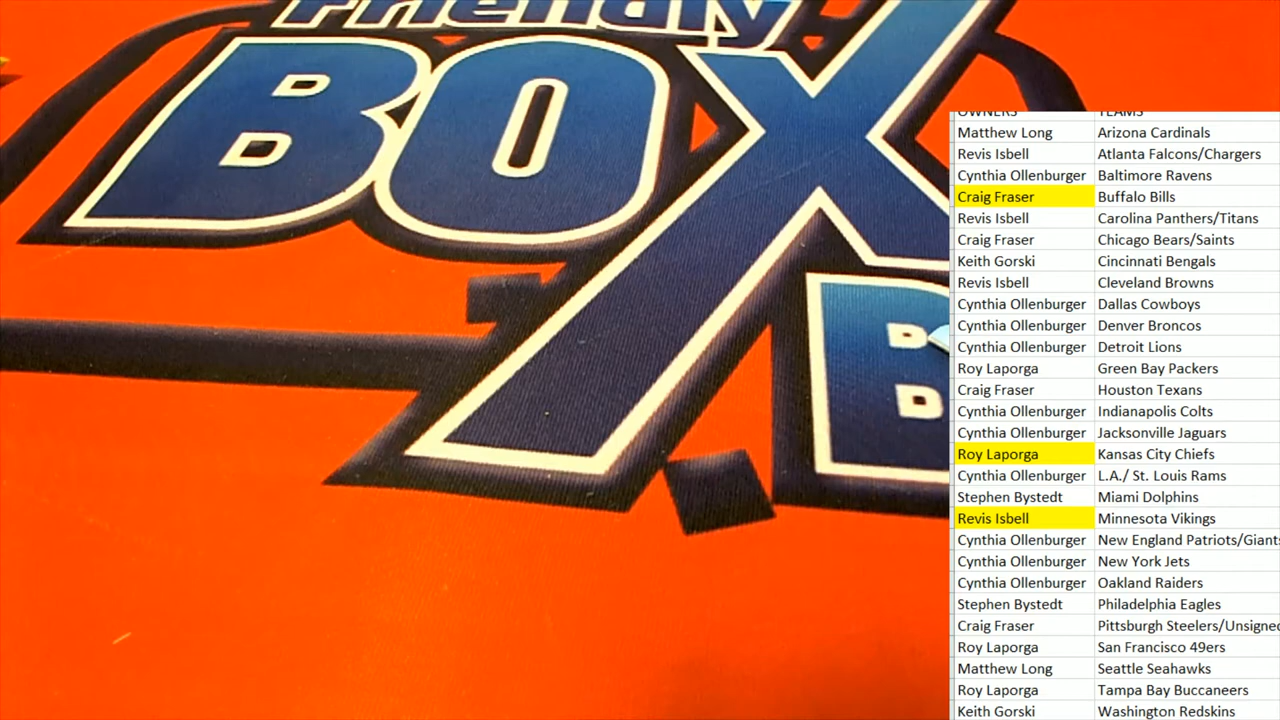 Friendly
BOX
B
OWNERS TEAMS
Matthew Long Arizona Cardinals
Revis Isbell Atlanta Falcons/Chargers
Cynthia Ollenburger Baltimore Ravens
Craig Fraser Buffalo Bills
Revis Isbell Carolina Panthers/Titans
Craig Fraser Chicago Bears/Saints
Keith Gorski Cincinnati Bengals
Revis Isbell Cleveland Browns
Cynthia Ollenburger Dallas Cowboys
Cynthia Ollenburger Denver Broncos
Cynthia Ollenburger Detroit Lions
Roy Laporga Green Bay Packers
Craig Fraser Houston Texans
Cynthia Ollenburger Indianapolis Colts
Cynthia Ollenburger Jacksonville Jaguars
Roy Laporga Kansas City Chiefs
Cynthia Ollenburger L.A./ St. Louis Rams
Stephen Bystedt Miami Dolphins
Revis Isbell Minnesota Vikings
Cynthia Ollenburger New England Patriots/Giants
Cynthia Ollenburger New York Jets
Cynthia Ollenburger Oakland Raiders
Stephen Bystedt Philadelphia Eagles
Craig Fraser Pittsburgh Steelers/Unsigned
Roy Laporga San Francisco 49ers
Matthew Long Seattle Seahawks
Roy Laporga Tampa Bay Buccaneers
Keith Gorski Washington Redskins